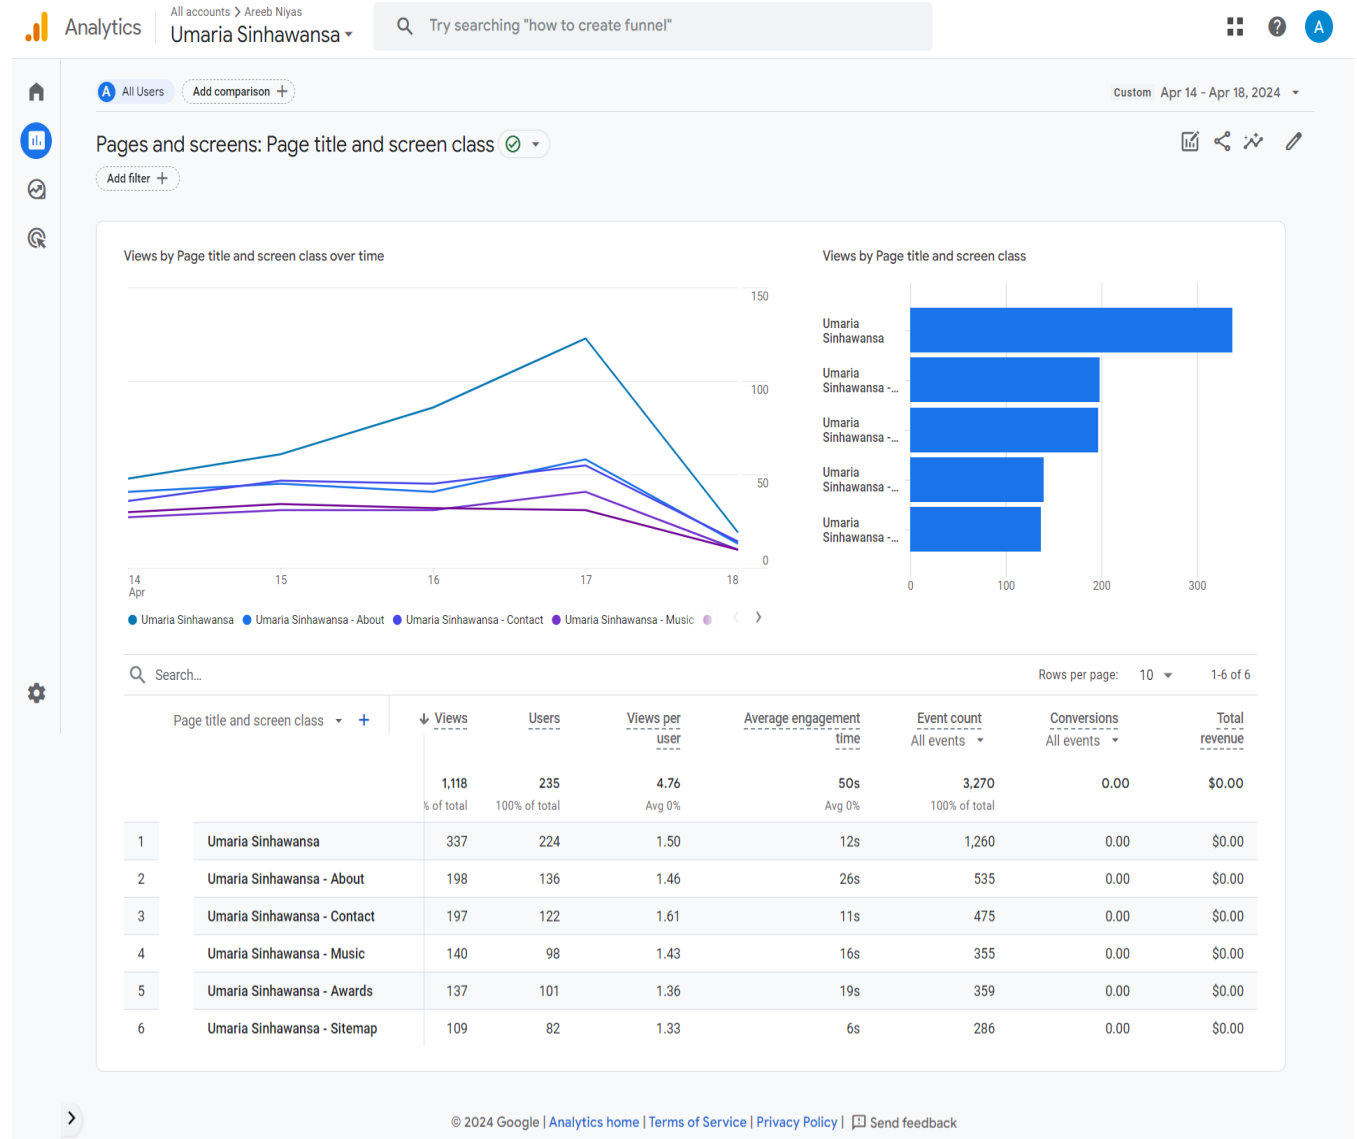 Analytics
All accounts > Areeb Niyas
Umaria Sinhawansa
Try searching "how to create funnel"
A
A All Users
Add comparison +
Custom Apr 14 - Apr 18, 2024
Pages and screens: Page title and screen class
Add filter +
Views by Page title and screen class over time
150
100
50
0
14
Apr
15
16
17
18
Umaria Sinhawansa
Umaria Sinhawansa - About
Umaria Sinhawansa - Contact
Umaria Sinhawansa - Music
Views by Page title and screen class
Umaria
Sinhawansa
Umaria
Sinhawansa -...
Umaria
Sinhawansa -...
Umaria
Sinhawansa -...
Umaria
Sinhawansa -...
0 100 200 300
Search...
Rows per page: 10 1-6 of 6
Page title and screen class +
Views
Users
Views per
user
Average engagement
time
Event count
All events
Conversions
All events
Total
revenue
1,118 235 4.76 50s 3,270 0.00 $0.00
% of total 100% of total Avg 0% Avg 0% 100% of total
1 Umaria Sinhawansa 337 224 1.50 12s 1,260 0.00 $0.00
2 Umaria Sinhawansa - About 198 136 1.46 26s 535 0.00 $0.00
3 Umaria Sinhawansa - Contact 197 122 1.61 11s 475 0.00 $0.00
4 Umaria Sinhawansa - Music 140 98 1.43 16s 355 0.00 $0.00
5 Umaria Sinhawansa - Awards 137 101 1.36 19s 359 0.00 $0.00
6 Umaria Sinhawansa - Sitemap 109 82 1.33 6s 286 0.00 $0.00
© 2024 Google | Analytics home | Terms of Service | Privacy Policy | Send feedback